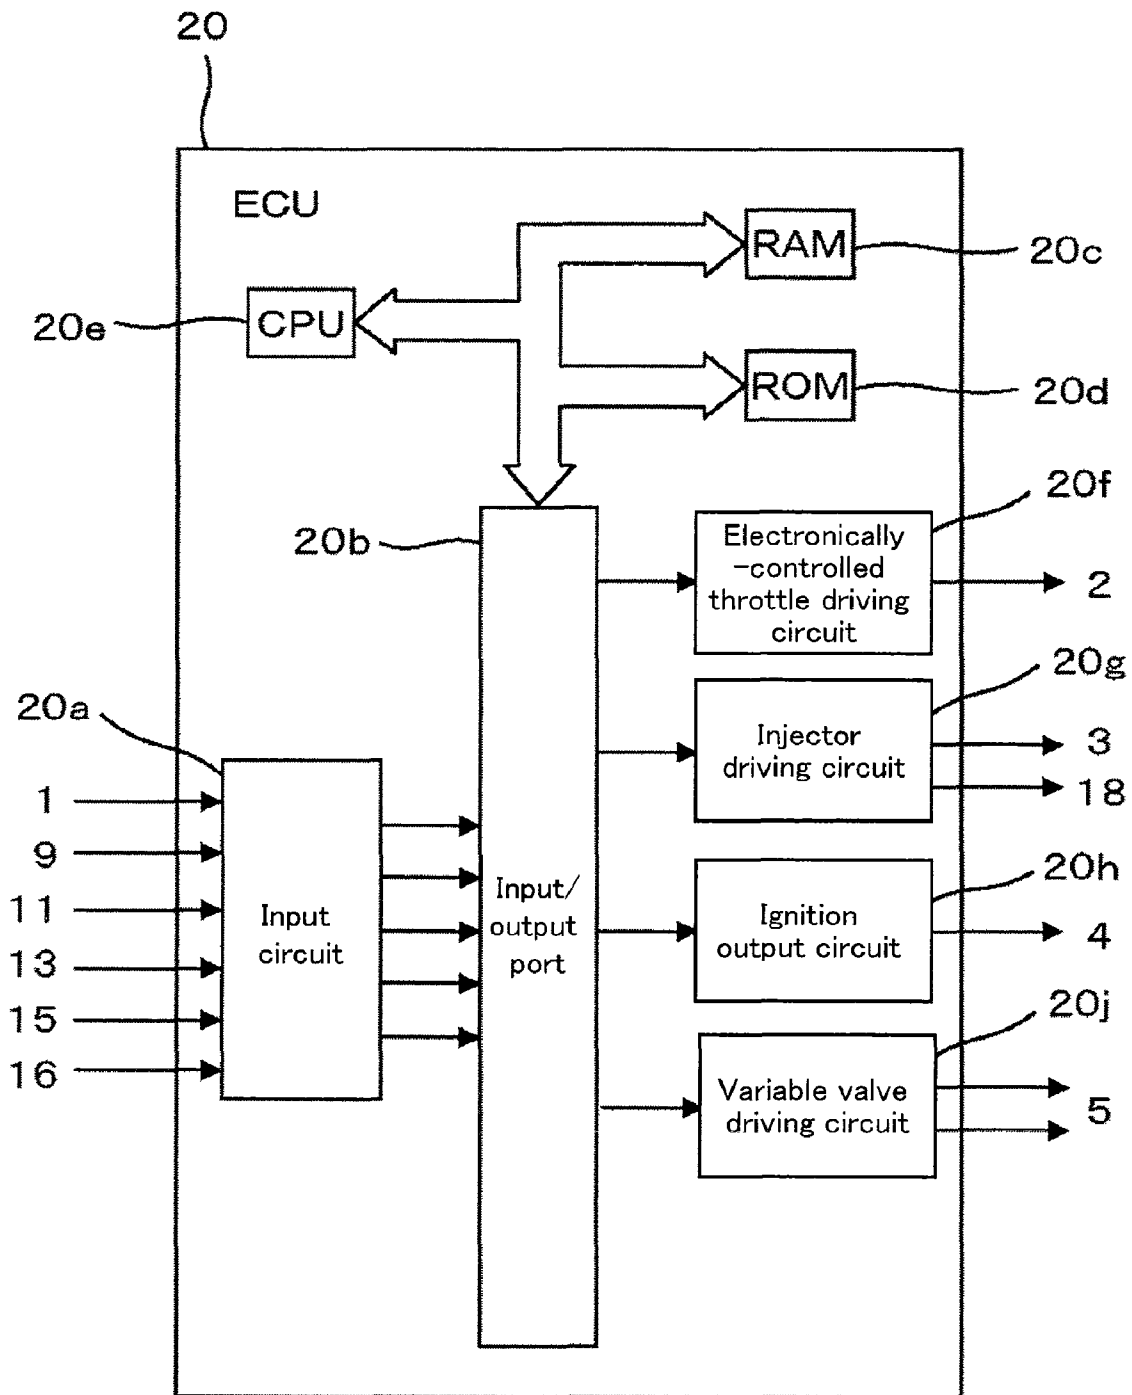 20
ECU
RAM
20c
20e
CPU
ROM
20d
20f
20b
Electronically
-controlled
throttle driving
circuit
2
20g
20a
Injector
driving circuit
3
18
1
9
11
13
15
16
Input
circuit
Input/
output
port
20h
Ignition
output circuit
4
20j
Variable valve
driving circuit
5